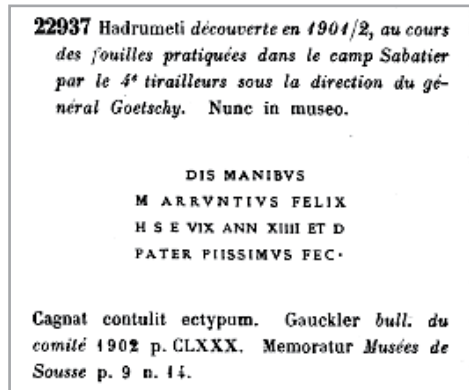 22937 Hadrumeti découverte en 1901/2, au cours
des fouilles pratiquées dans le camp Sabatier
par le 4e tirailleurs sous la direction du gé-
néral Goetschy. Nunc in museo.
DIS MANIBVS
M ARRVNTIVS FELIX
H S E VIX ANN XIIII ET D
PATER PIISSIMVS FEC·
Cagnat contulit ectypum. Gauckler bull. du
comité 1902 p. CLXXX. Memoratur Musées de
Sousse p. 9 n. 14.